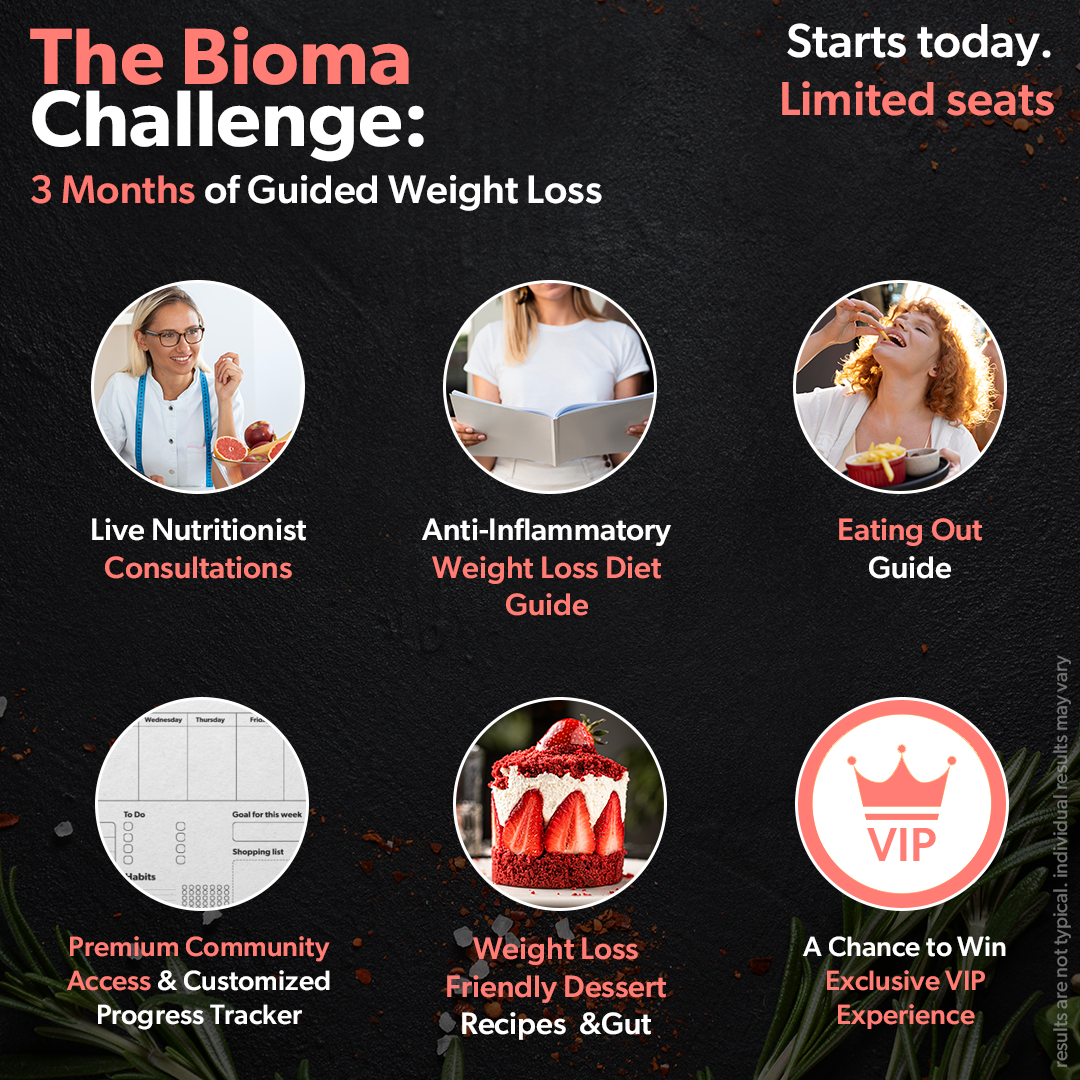 The Bioma
Challenge:
3 Months of Guided Weight Loss
Starts today.
Limited seats
Live Nutritionist
Consultations
Anti-Inflammatory
Weight Loss Diet
Guide
Eating Out
Guide
Wednesday
Thursday
To Do
Goal for this week
Shopping list
Habits
VIP
Premium Community
Access & Customized
Progress Tracker
Weight Loss
Friendly Dessert
Recipes &Gut
A Chance to Win
Exclusive VIP
Experience
results are not typical. individual results may vary